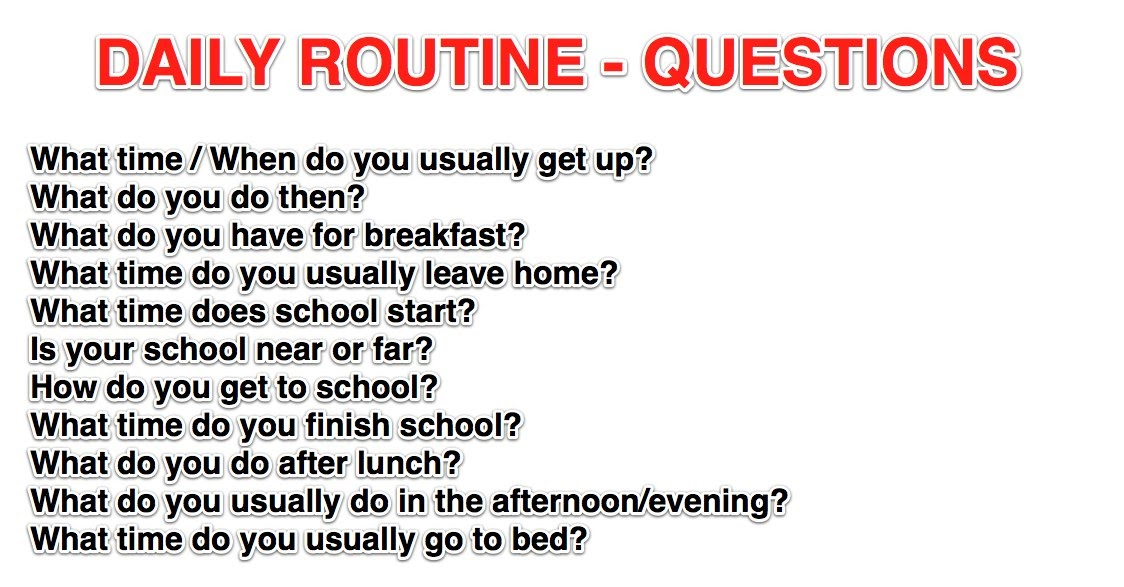 DAILY ROUTINE - QUESTIONS
What time / When do you usually get up?
What do you do then?
What do you have for breakfast?
What time do you usually leave home?
What time does school start?
Is your school near or far?
How do you get to school?
What time do you finish school?
What do you do after lunch?
What do you usually do in the afternoon/evening?
What time do you usually go to bed?